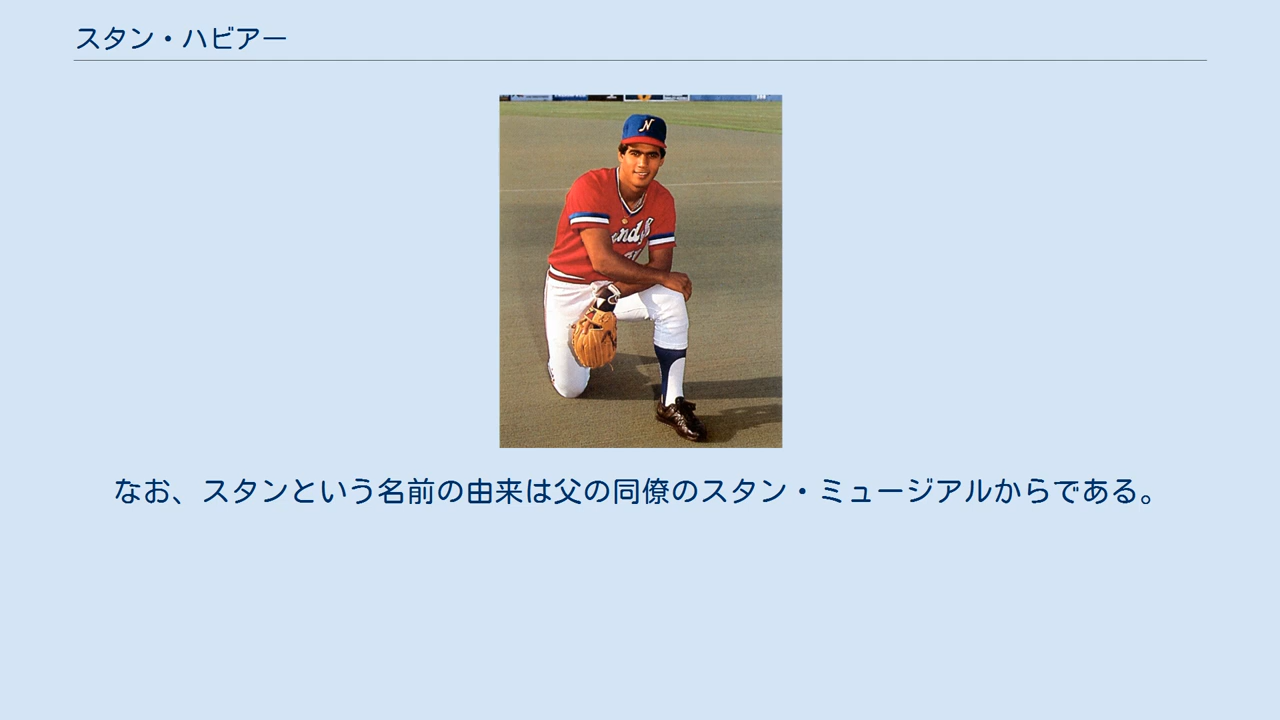 スタン・ハビアー
N
なお、スタンという名前の由来は父の同僚のスタン・ミュージアルからである。